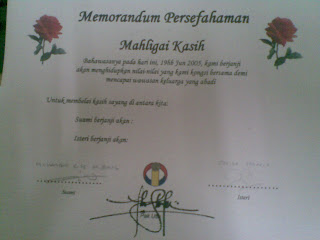 Memorandum Persefahaman
Mahligai Kasih
Bahawasanya pada hari ini, 19hb Jun 2005, kami berjanji
akan menghidupkan nilai-nilai yang kami kongsi bersama demi
mencapai wawasan keluarga yang abadi
Untuk membelai kasih sayang di antara kita:
Suami berjanji akan :
Isteri berjanji akan:
Suami
Isteri